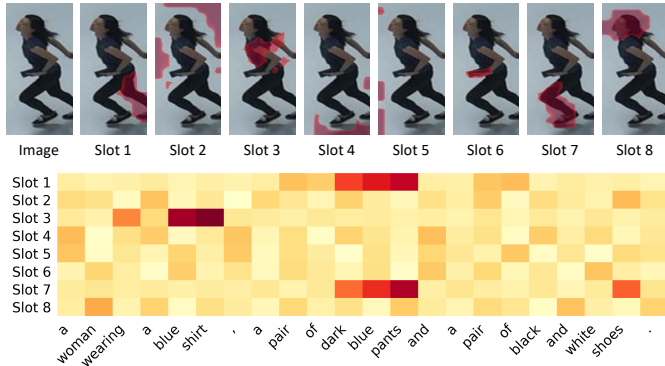 Image Slot 1 Slot 2 Slot 3 Slot 4 Slot 5 Slot 6 Slot 7 Slot 8
Slot 1
Slot 2
Slot 3
Slot 4
Slot 5
Slot 6
Slot 7
Slot 8
a woman wearing a blue shirt , a pair of dark blue pants and a pair of black and white shoes .